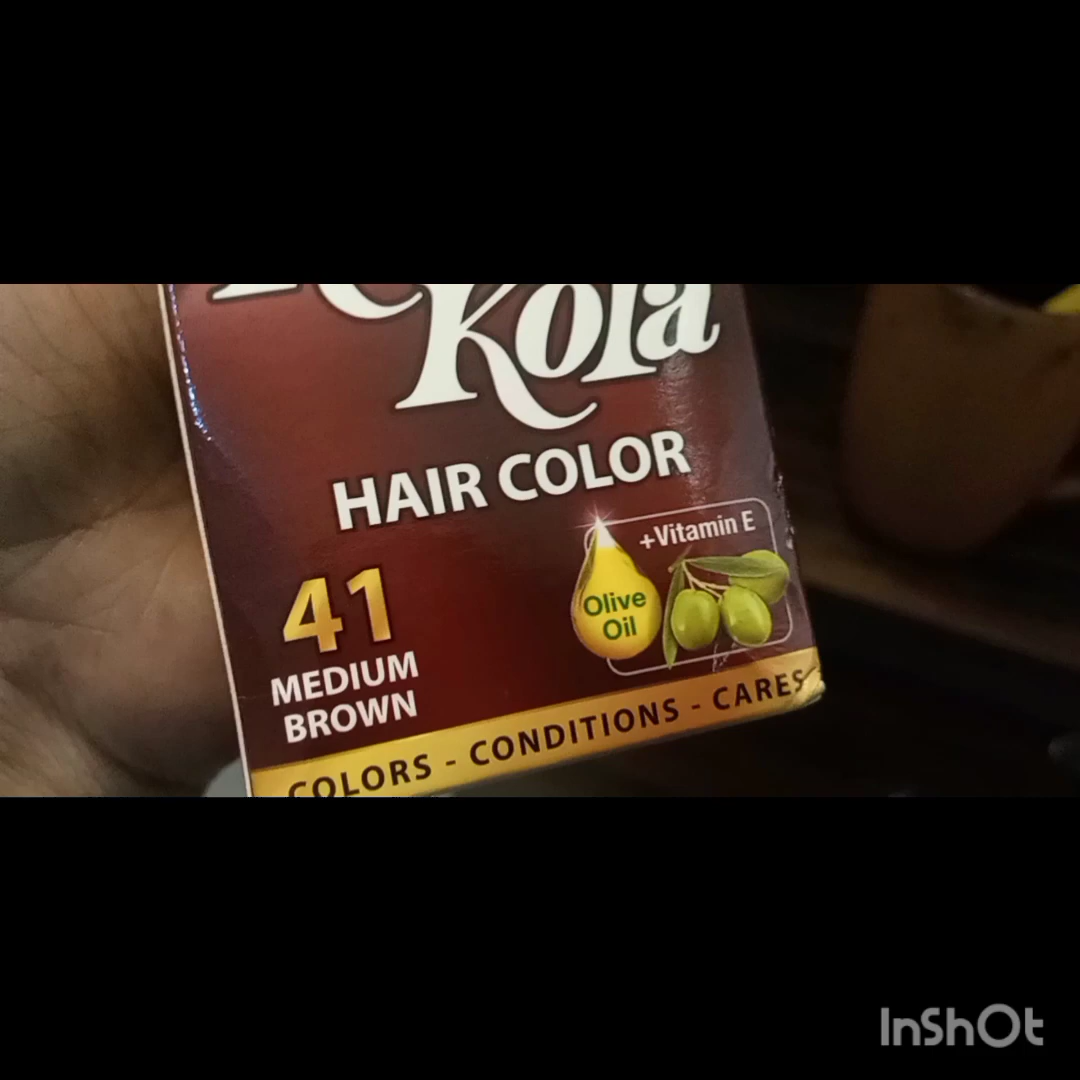 Kola
HAIR COLOR
+Vitamin E
Olive
Oil
41
MEDIUM
BROWN
COLORS - CONDITIONS - CARES
InShOt